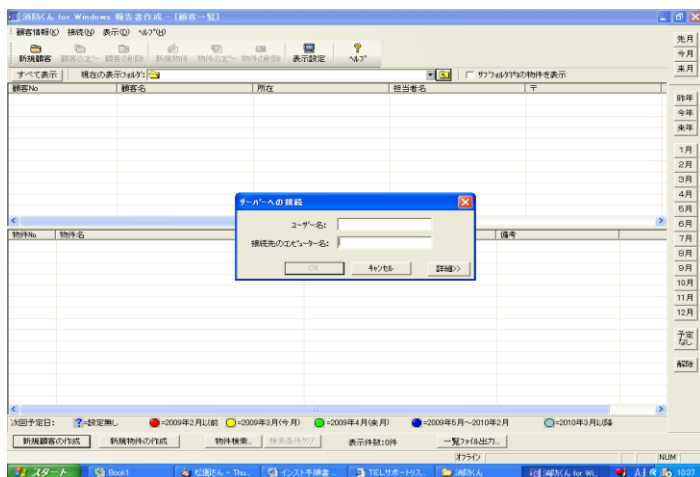 消防くん for Windows 報告書作成 - [顧客一覧]
顧客情報(K) 接続(N) 表示(D) ヘルプ(H)
新規顧客 顧客のコピー 顧客の削除 新規物件 物件のコピー 物件の削除 表示設定 ヘルプ
すべて表示 現在の表示フォルダ: サブフォルダ内の物件を表示
顧客No 顧客名 所在 担当者名 〒
先月
今月
来月
昨年
今年
来年
1月
2月
3月
4月
5月
6月
7月
8月
9月
10月
11月
12月
予定なし
解除
サーバーへの接続
ユーザー名:
接続先のコンピューター名:
OK キャンセル 詳細>>
物件No. 物件名 備考
次回予定日: ?=設定無し =2009年2月以前 =2009年3月(今月) =2009年4月(来月) =2009年5月～2010年2月 =2010年3月以降
新規顧客の作成 新規物件の作成 物件検索.. 検索条件クリア 表示件数:0件 一覧ファイル出力..
オフライン NUM
スタート Book1 松園さん - Thu.. インスト手順書 .. TELサポートリス.. 消防くん 消防くん for Wi.. A 10:37